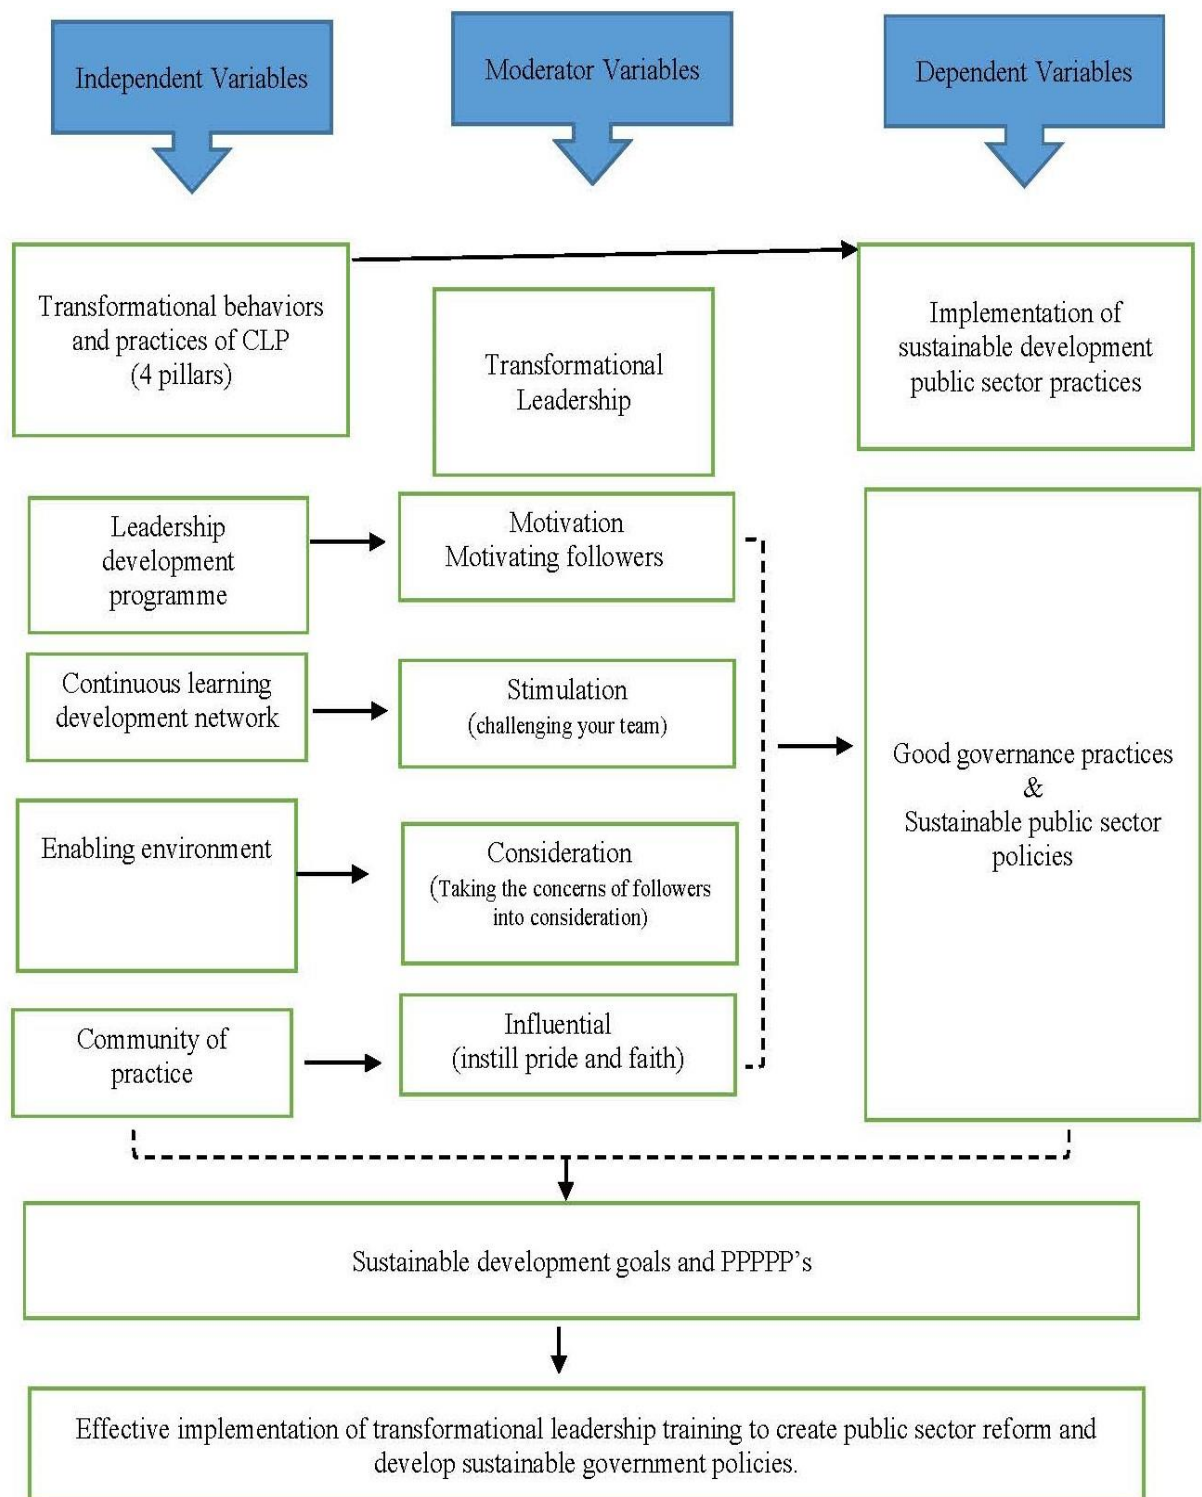 Independent Variables
Moderator Variables
Dependent Variables
Transformational behaviors
and practices of CLP
(4 pillars)
Transformational
Leadership
Implementation of
sustainable development
public sector practices
Leadership
development
programme
Motivation
Motivating followers
Continuous learning
development network
Stimulation
(challenging your team)
Enabling environment
Consideration
(Taking the concerns of followers
into consideration)
Community of
practice
Influential
(instill pride and faith)
Good governance practices
&
Sustainable public sector
policies
Sustainable development goals and PPPPP's
Effective implementation of transformational leadership training to create public sector reform and
develop sustainable government policies.